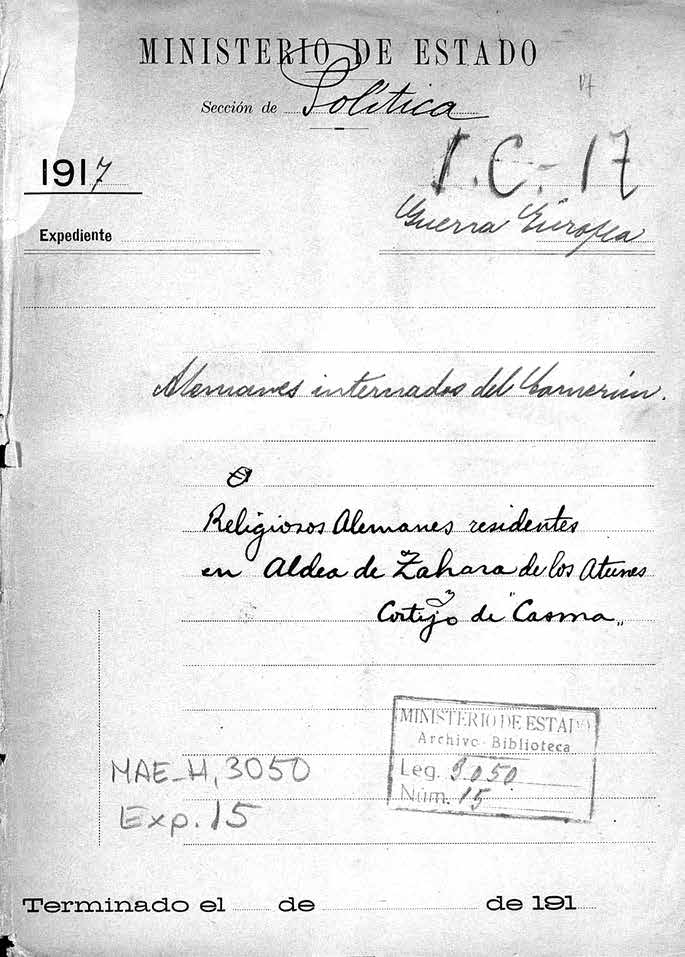 MINISTERIO DE ESTADO
Sección de Política
1917
I.C.-17
Guerra Europea
Expediente
Alemanes internados del Camerún.
Religiosos Alemanes residentes
en Aldea de Zahara de los Atunes
Cortijo de "Casma„
MINISTERIO DE ESTADO
Archivo-Biblioteca
Leg. 3050
Núm. 15
MAE-H, 3050
Exp. 15
Terminado el de de 191